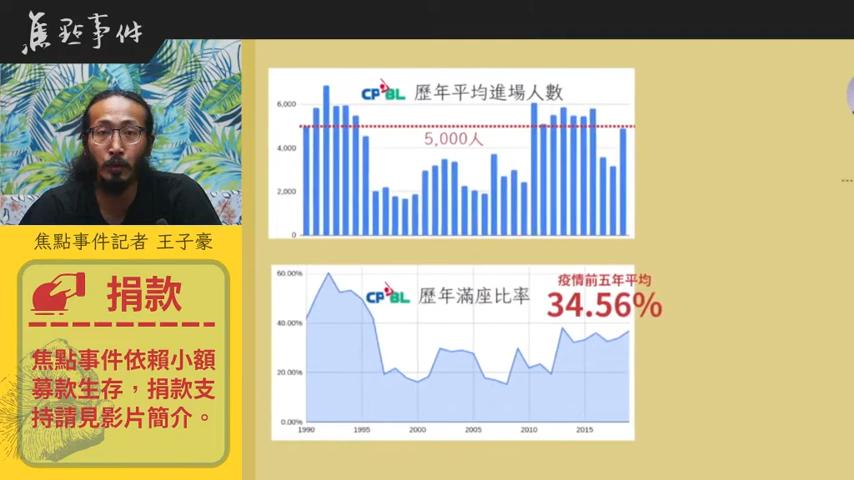 焦點事件
CPBL 歷年平均進場人數
6,000
5,000人
4,000
2,000
0
焦點事件記者 王子豪
捐款
焦點事件依賴小額
募款生存，捐款支
持請見影片簡介。
60.00%
疫情前五年平均
CPBL 歷年滿座比率
34.56%
40.00%
20.00%
0.00%
1990 1995 2000 2005 2010 2015